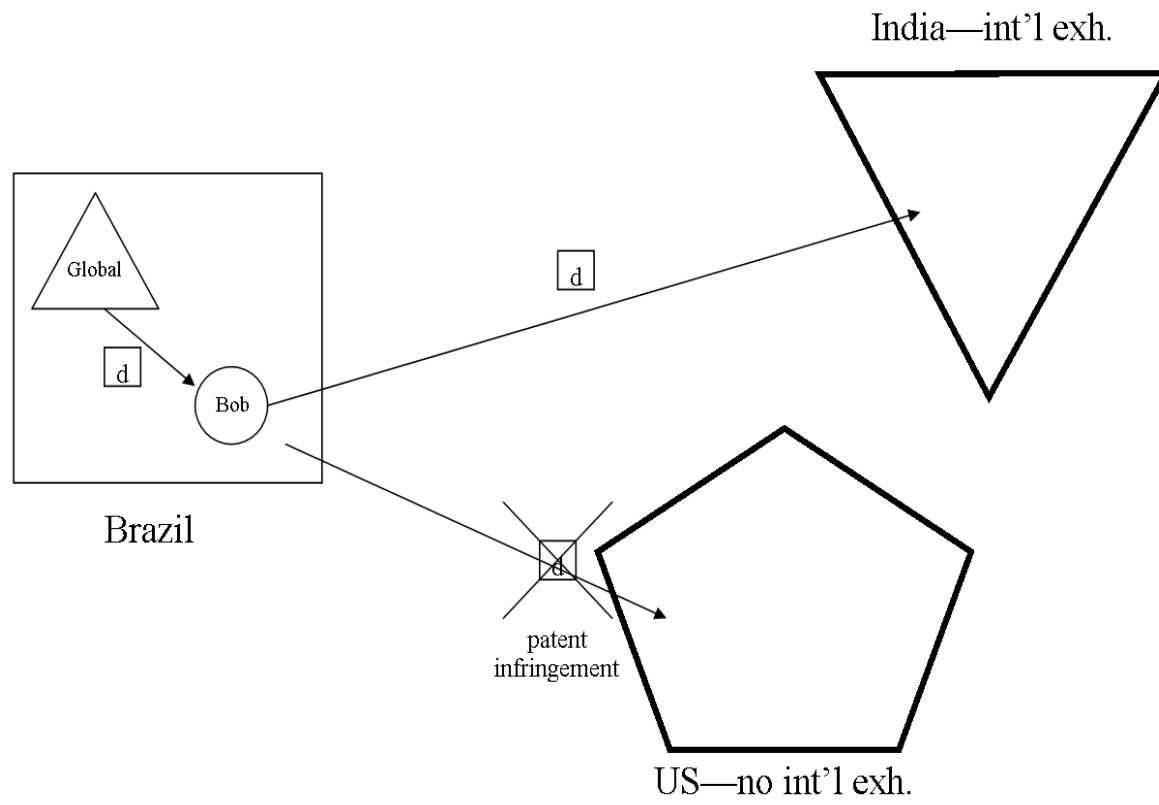 India—int’l exh.
Global
d
d
Bob
Brazil
d
patent
infringement
US—no int’l exh.